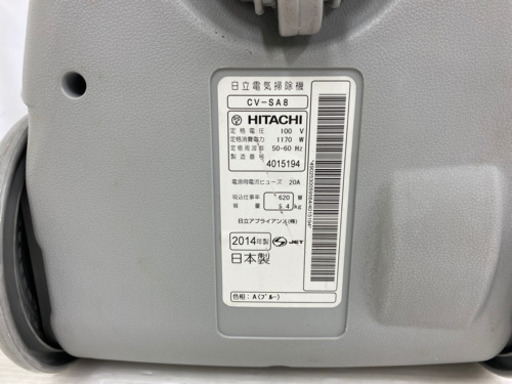 日立電気掃除機
CV-SA8
HITACHI
定格電圧 100 V
定格消費電力 1170 W
定格周波数 50-60 Hz
製造番号 4015194
電源用電流ヒューズ 20A
吸込仕事率 620 W
質量 5.4 kg
日立アプライアンス(株)
2014年製 JET
日本製
色相：A(ブルー)